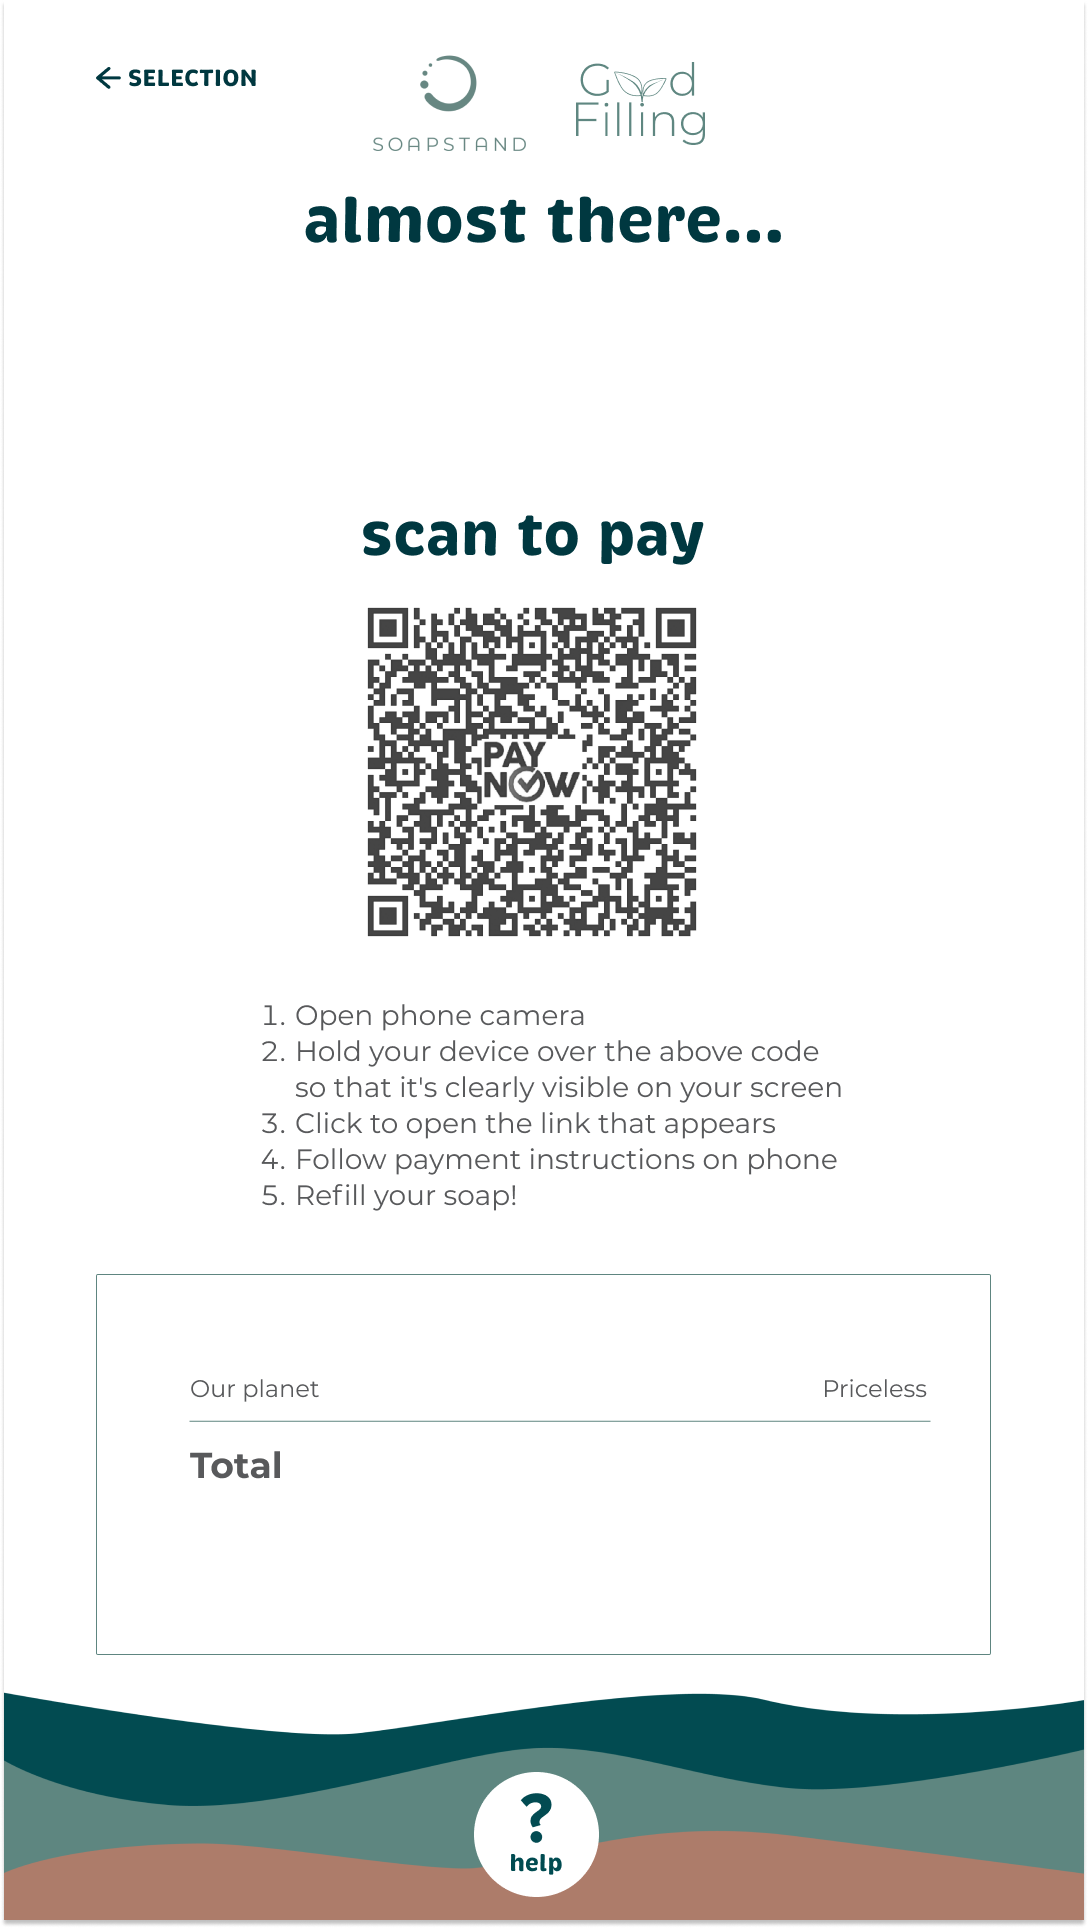 ← SELECTION
SOAPSTAND
Good
Filling
almost there...
scan to pay
PAY
NOW
1. Open phone camera
2. Hold your device over the above code
so that it's clearly visible on your screen
3. Click to open the link that appears
4. Follow payment instructions on phone
5. Refill your soap!
Our planet Priceless
Total
?
help